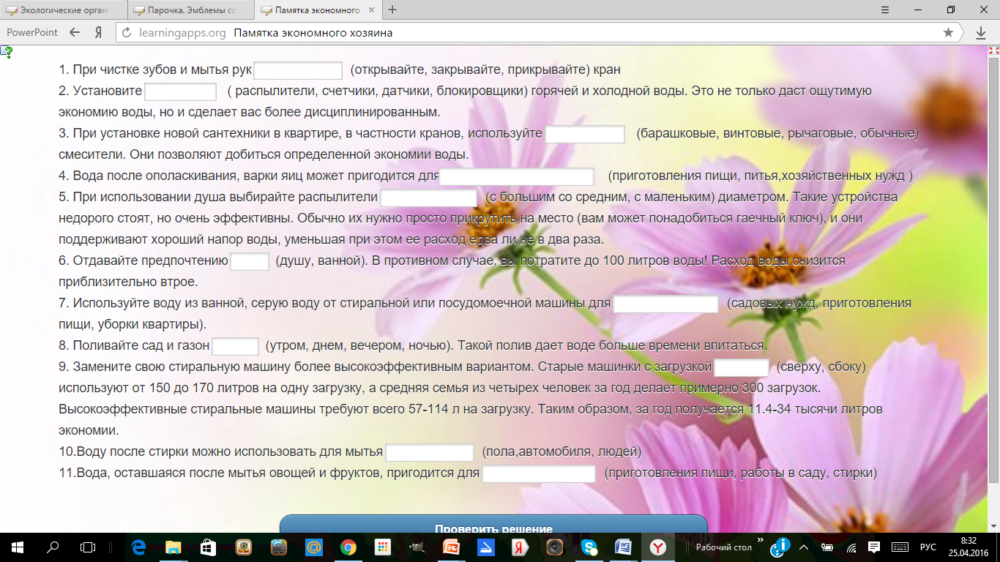 Экологические орган
Парочка. Эмблемы сс
Памятка экономного
PowerPoint
Я
learningapps.org Памятка экономного хозяина
1. При чистке зубов и мытья рук (открывайте, закрывайте, прикрывайте) кран
2. Установите ( распылители, счетчики, датчики, блокировщики) горячей и холодной воды. Это не только даст ощутимую
экономию воды, но и сделает вас более дисциплинированным.
3. При установке новой сантехники в квартире, в частности кранов, используйте (барашковые, винтовые, рычаговые, обычные)
смесители. Они позволяют добиться определенной экономии воды.
4. Вода после ополаскивания, варки яиц может пригодится для (приготовления пищи, питья,хозяйственных нужд )
5. При использовании душа выбирайте распылители (с большим со средним, с маленьким) диаметром. Такие устройства
недорого стоят, но очень эффективны. Обычно их нужно просто прикрутить на место (вам может понадобиться гаечный ключ), и они
поддерживают хороший напор воды, уменьшая при этом ее расход едва ли не в два раза.
6. Отдавайте предпочтению (душу, ванной). В противном случае, вы потратите до 100 литров воды! Расход воды снизится
приблизительно втрое.
7. Используйте воду из ванной, серую воду от стиральной или посудомоечной машины для (садовых нужд, приготовления
пищи, уборки квартиры).
8. Поливайте сад и газон (утром, днем, вечером, ночью). Такой полив дает воде больше времени впитаться.
9. Замените свою стиральную машину более высокоэффективным вариантом. Старые машинки с загрузкой (сверху, сбоку)
используют от 150 до 170 литров на одну загрузку, а средняя семья из четырех человек за год делает примерно 300 загрузок.
Высокоэффективные стиральные машины требуют всего 57-114 л на загрузку. Таким образом, за год получается 11.4-34 тысячи литров
экономии.
10.Воду после стирки можно использовать для мытья (пола,автомобиля, людей)
11.Вода, оставшаяся после мытья овощей и фруктов, пригодится для (приготовления пищи, работы в саду, стирки)
Проверить решение
Рабочий стол
РУС
8:32
25.04.2016